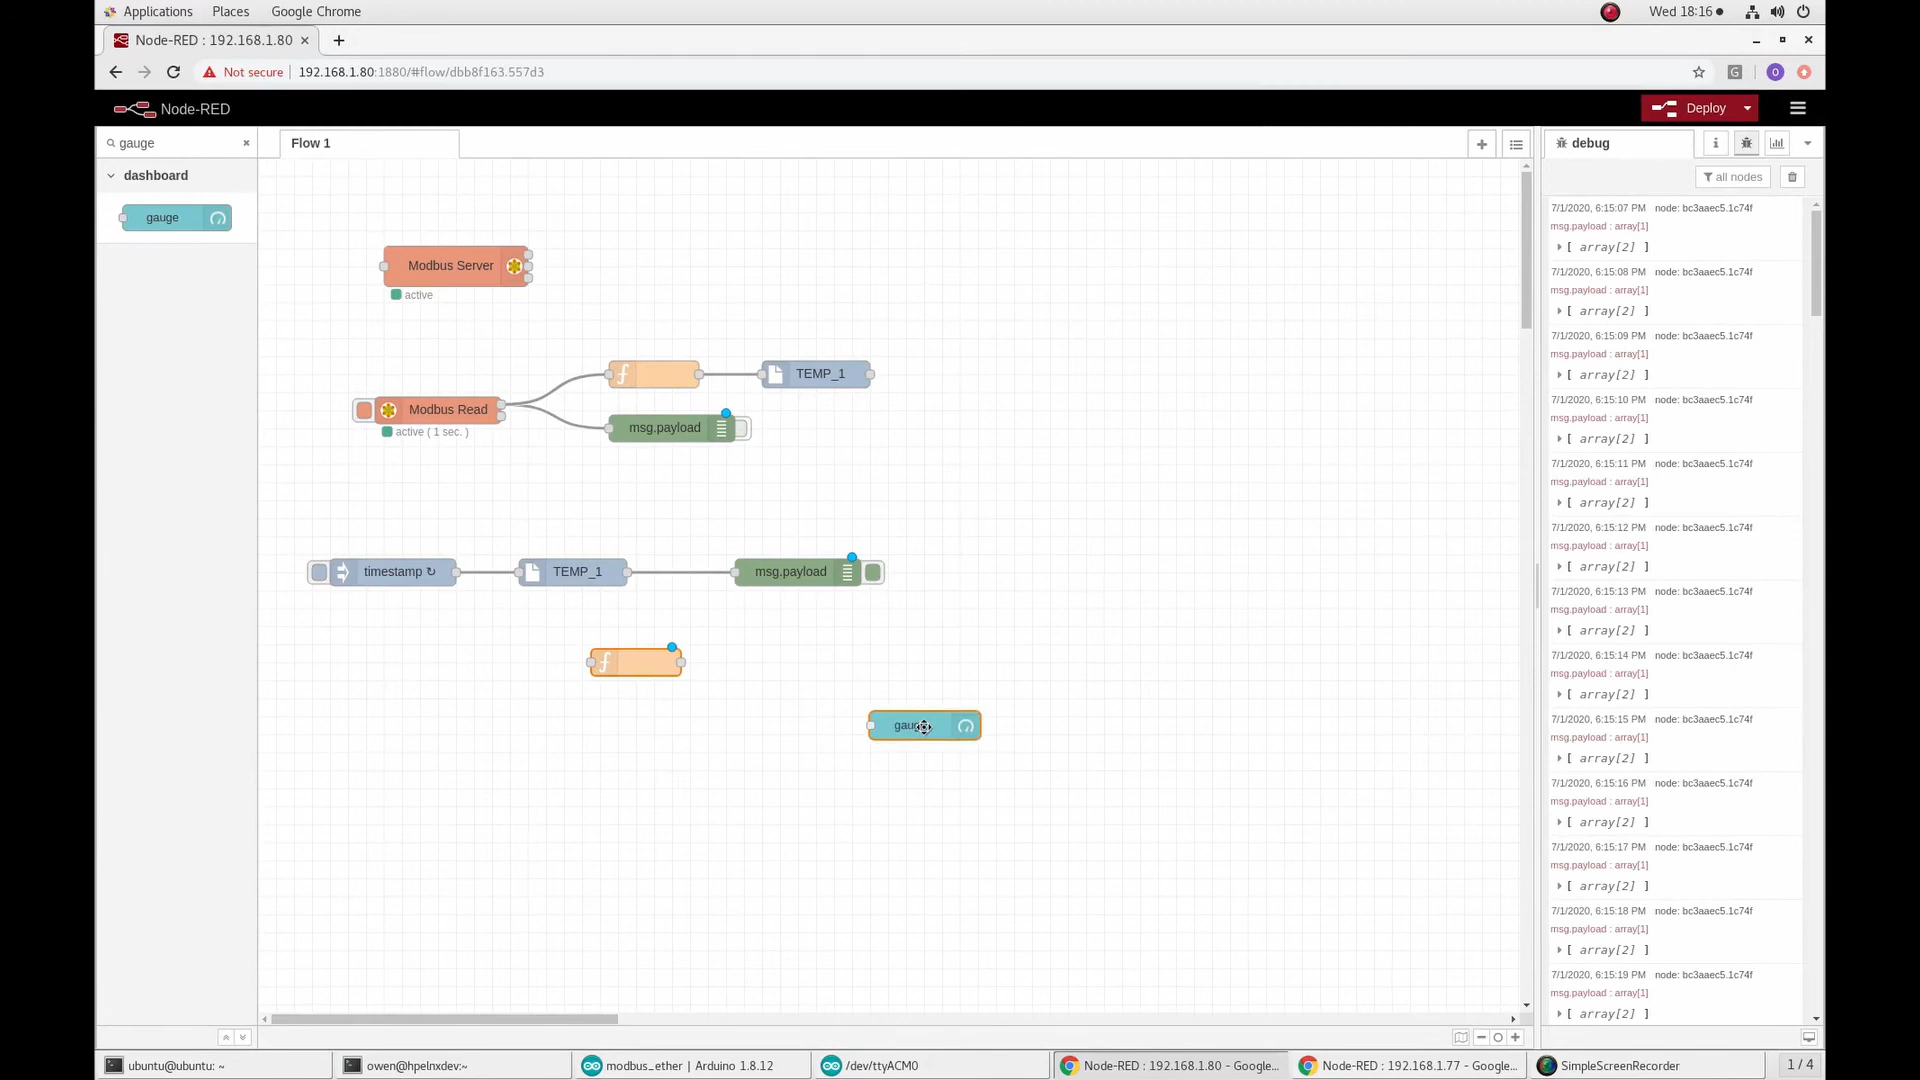 Applications Places Google Chrome Wed 18:16
Node-RED : 192.168.1.80
Not secure 192.168.1.80:1880/#flow/dbb8f163.557d3 G 0
Node-RED Deploy
gauge Flow 1 debug
dashboard all nodes
gauge
Modbus Server
active
TEMP_1
Modbus Read
active ( 1 sec. )
msg.payload
timestamp ↻ TEMP_1 msg.payload
7/1/2020, 6:15:07 PM node: bc3aaec5.1c74f
msg.payload : array[1]
[ array[2] ]
7/1/2020, 6:15:08 PM node: bc3aaec5.1c74f
msg.payload : array[1]
[ array[2] ]
7/1/2020, 6:15:09 PM node: bc3aaec5.1c74f
msg.payload : array[1]
[ array[2] ]
7/1/2020, 6:15:10 PM node: bc3aaec5.1c74f
msg.payload : array[1]
[ array[2] ]
7/1/2020, 6:15:11 PM node: bc3aaec5.1c74f
msg.payload : array[1]
[ array[2] ]
7/1/2020, 6:15:12 PM node: bc3aaec5.1c74f
msg.payload : array[1]
[ array[2] ]
7/1/2020, 6:15:13 PM node: bc3aaec5.1c74f
msg.payload : array[1]
[ array[2] ]
7/1/2020, 6:15:14 PM node: bc3aaec5.1c74f
msg.payload : array[1]
[ array[2] ]
7/1/2020, 6:15:15 PM node: bc3aaec5.1c74f
msg.payload : array[1]
[ array[2] ]
7/1/2020, 6:15:16 PM node: bc3aaec5.1c74f
msg.payload : array[1]
[ array[2] ]
7/1/2020, 6:15:17 PM node: bc3aaec5.1c74f
msg.payload : array[1]
[ array[2] ]
7/1/2020, 6:15:18 PM node: bc3aaec5.1c74f
msg.payload : array[1]
[ array[2] ]
7/1/2020, 6:15:19 PM node: bc3aaec5.1c74f
msg.payload : array[1]
[ array[2] ]
ubuntu@ubuntu: ~ owen@hpelnxdev:~ modbus_ether | Arduino 1.8.12 /dev/ttyACM0 Node-RED : 192.168.1.80 - Google... Node-RED : 192.168.1.77 - Google... SimpleScreenRecorder 1 / 4